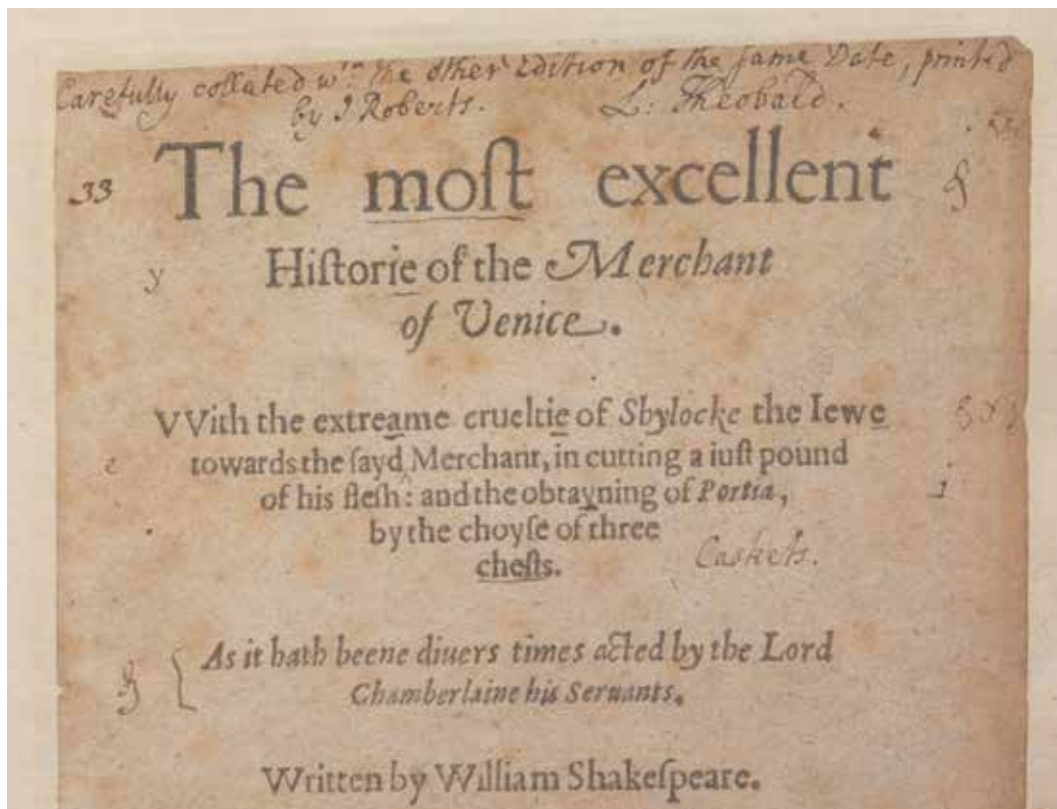 Carefully collated wth. the other Edition of the same Date, printed
by J Roberts. L: Theobald.
33 The moſt excellent
y Hiſtorie of the Merchant
of Venice.
VVith the extreame crueltie of Shylocke the Iewe
e towards the ſayd Merchant, in cutting a iuſt pound
of his fleſh: and the obtayning of Portia, i
by the choyſe of three
cheſts. Caskets.
As it hath beene diuers times acted by the Lord
Chamberlaine his Seruants.
Written by William Shakeſpeare.